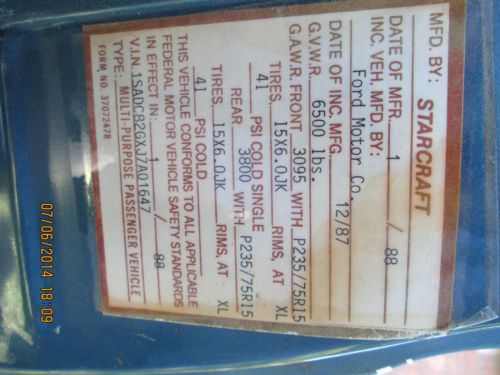 MFD. BY: STARCRAFT
DATE OF MFR. 1 / 88
INC. VEH. MFD. BY:
Ford Motor Co.
DATE OF INC. MFG. 12/87
G.V.W.R. 6500 lbs.
G.A.W.R. FRONT 3095 WITH P235/75R15
TIRES, 15X6.0JK RIMS, AT XL
41 PSI COLD SINGLE
REAR 3800 WITH P235/75R15
TIRES, 15X6.0JK RIMS, AT XL
41 PSI COLD
THIS VEHICLE CONFORMS TO ALL APPLICABLE
FEDERAL MOTOR VEHICLE SAFETY STANDARDS
IN EFFECT IN: 1 / 88
V.I.N. 1SADC826XJ7A01647
TYPE: MULTI-PURPOSE PASSENGER VEHICLE
FORM NO. 37072478
07/06/2014 18:09